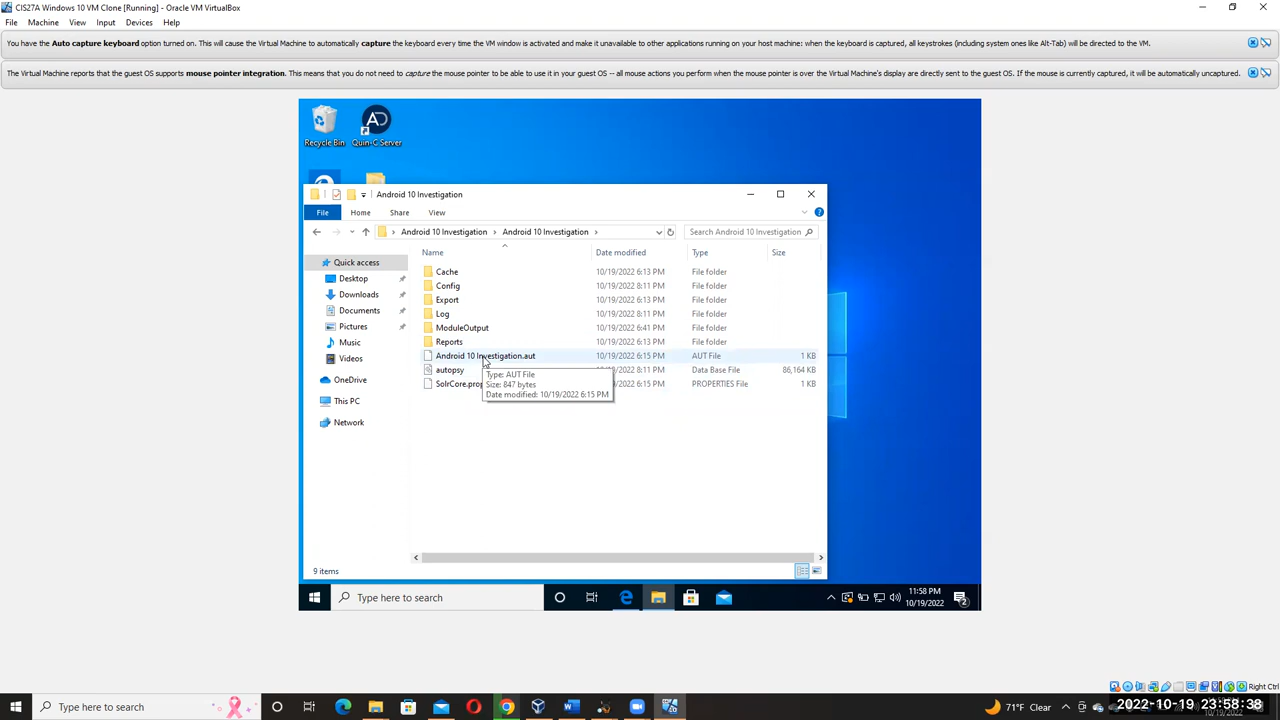 CIS27A Windows 10 VM Clone [Running] - Oracle VM VirtualBox
File Machine View Input Devices Help
You have the Auto capture keyboard option turned on. This will cause the Virtual Machine to automatically capture the keyboard every time the VM window is activated and make it unavailable to other applications running on your host machine: when the keyboard is captured, all keystrokes (including system ones like Alt-Tab) will be directed to the VM.
The Virtual Machine reports that the guest OS supports mouse pointer integration. This means that you do not need to capture the mouse pointer to be able to use it in your guest OS -- all mouse actions you perform when the mouse pointer is over the Virtual Machine's display are directly sent to the guest OS. If the mouse is currently captured, it will be automatically uncaptured.
Recycle Bin Quin-C Server
Android 10 Investigation
File Home Share View
Android 10 Investigation > Android 10 Investigation > Search Android 10 Investigation
Name Date modified Type Size
Quick access
Desktop
Downloads
Documents
Pictures
Music
Videos
OneDrive
This PC
Network
Cache 10/19/2022 6:13 PM File folder
Config 10/19/2022 8:11 PM File folder
Export 10/19/2022 6:13 PM File folder
Log 10/19/2022 8:11 PM File folder
ModuleOutput 10/19/2022 6:41 PM File folder
Reports 10/19/2022 6:13 PM File folder
Android 10 Investigation.aut 10/19/2022 6:15 PM AUT File 1 KB
autopsy 10/19/2022 8:11 PM Data Base File 86,164 KB
SolrCore.prop 10/19/2022 6:15 PM PROPERTIES File 1 KB
Type: AUT File
Size: 847 bytes
Date modified: 10/19/2022 6:15 PM
9 items
Type here to search
11:58 PM
10/19/2022
2
Right Ctrl
Type here to search
71°F Clear
2022-10-19 23:58:38